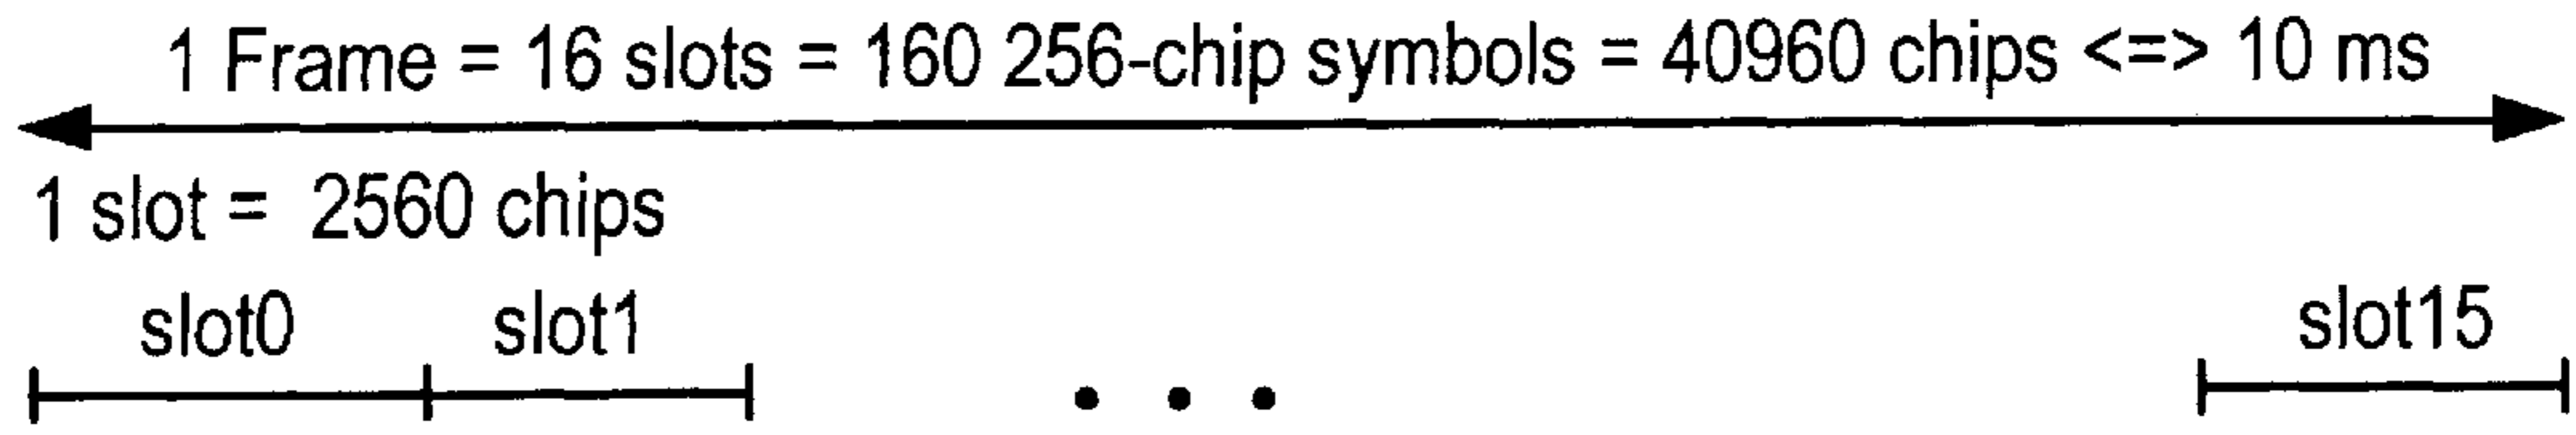 1 Frame = 16 slots = 160 256-chip symbols = 40960 chips <=> 10 ms
1 slot = 2560 chips
slot0 slot1 slot15